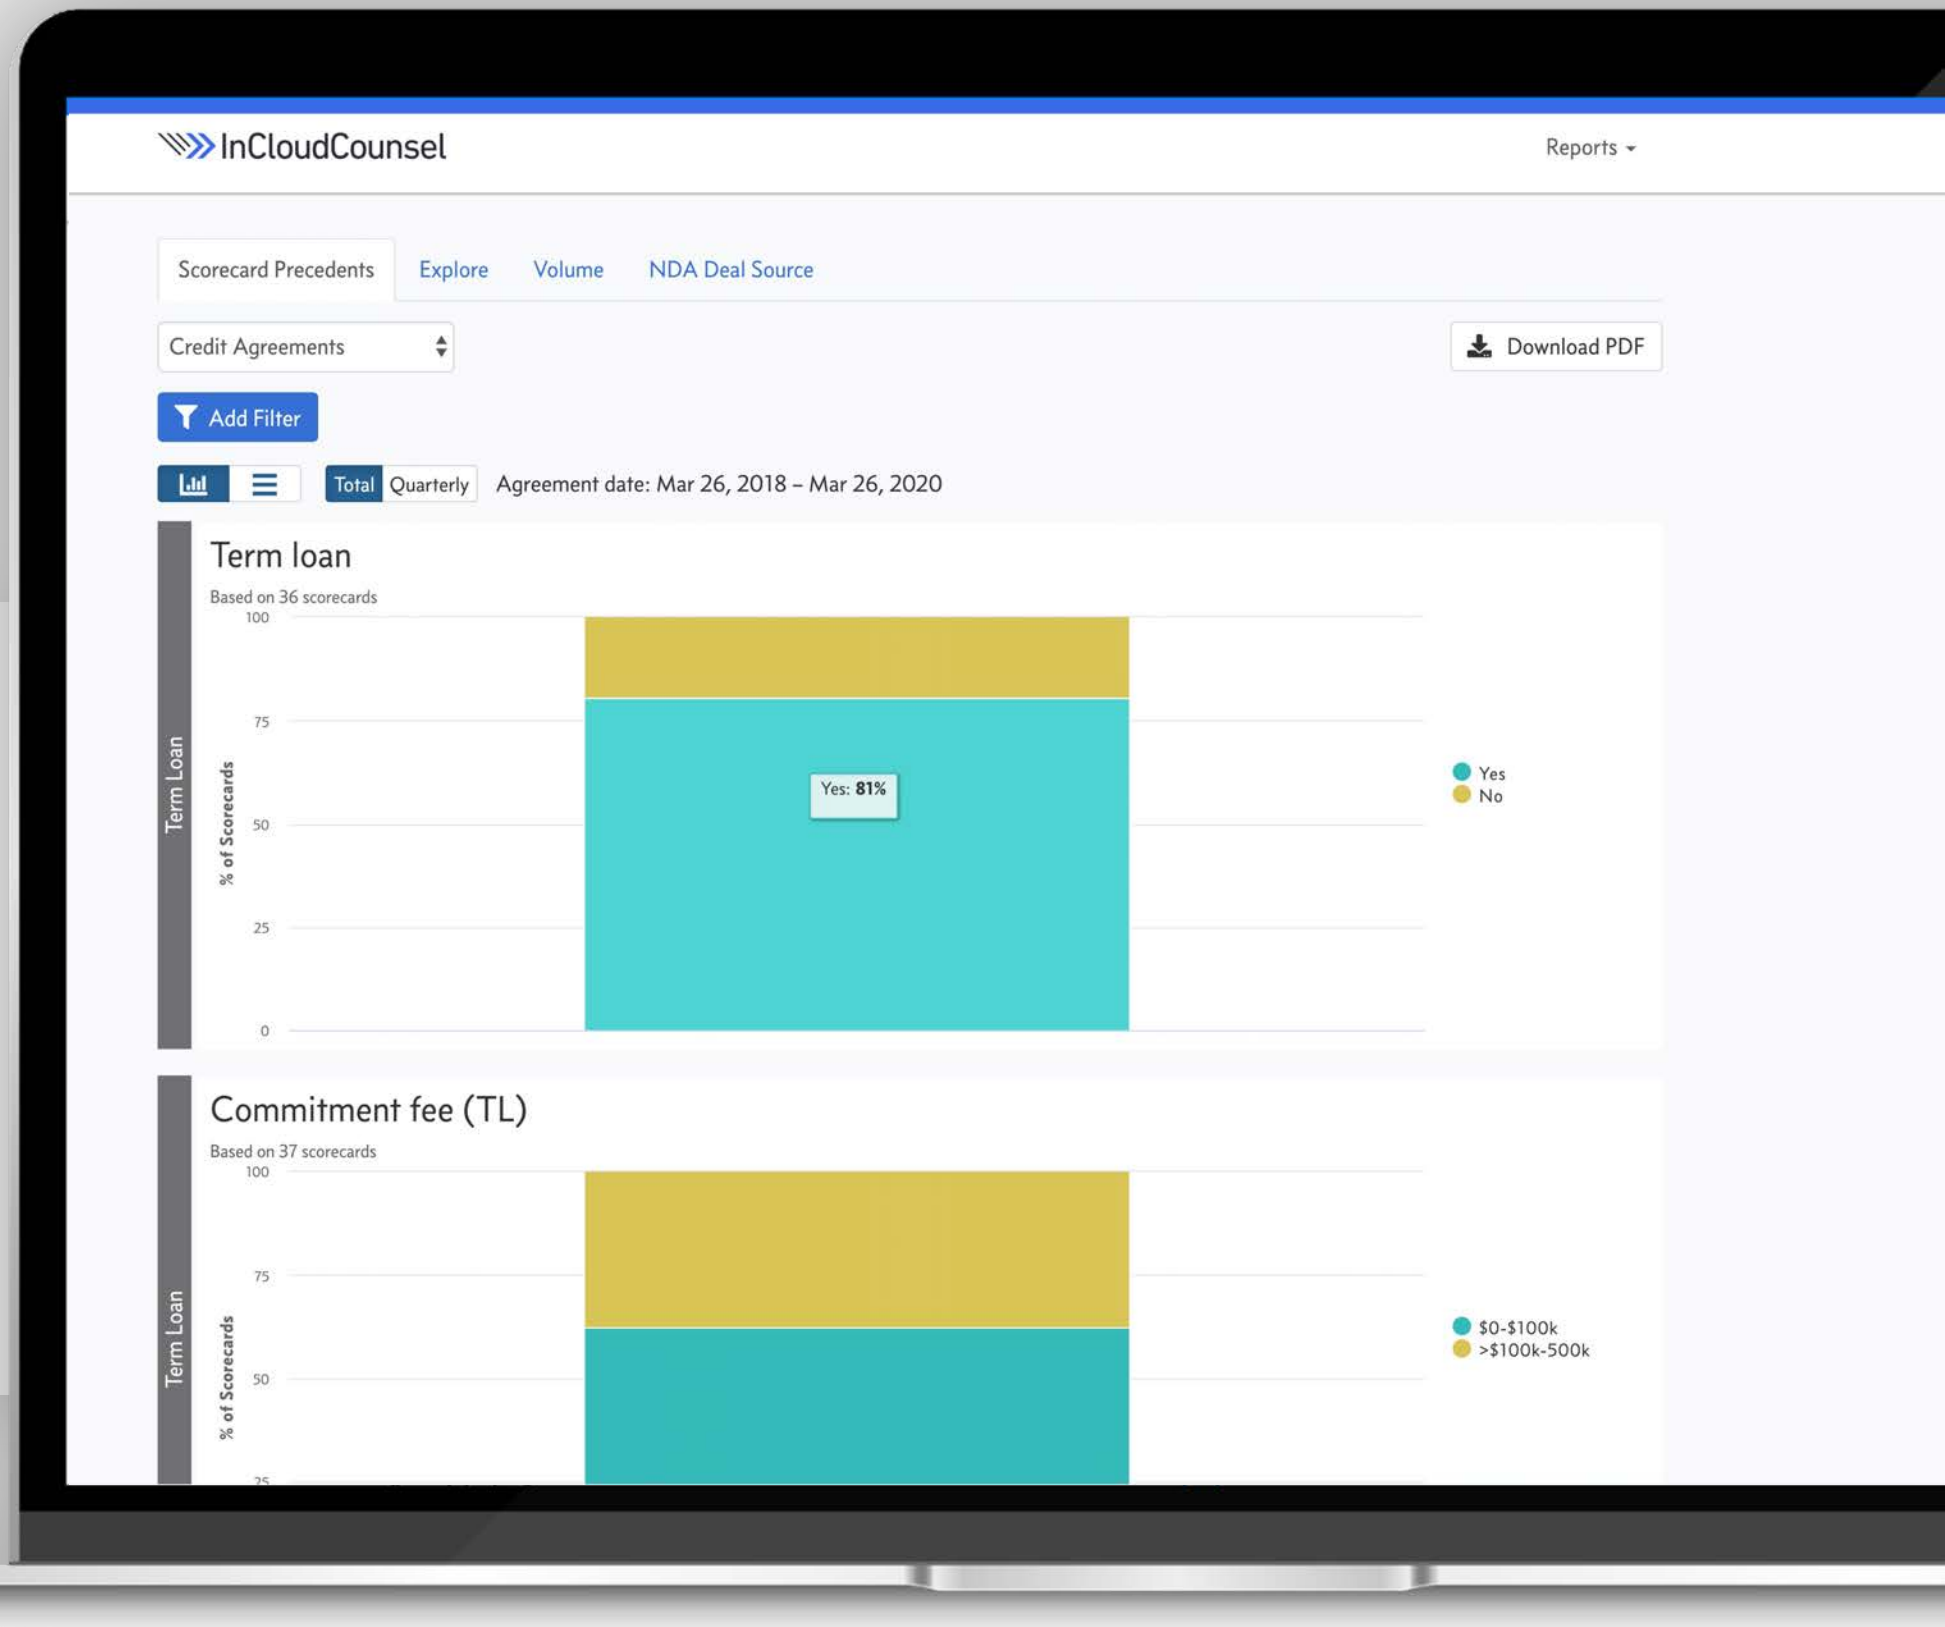 InCloudCounsel
Reports
Scorecard Precedents Explore Volume NDA Deal Source
Credit Agreements
Download PDF
Add Filter
Total Quarterly Agreement date: Mar 26, 2018 – Mar 26, 2020
Term Loan
Term loan
Based on 36 scorecards
% of Scorecards
100
75
50
25
0
Yes: 81%
Yes
No
Term Loan
Commitment fee (TL)
Based on 37 scorecards
% of Scorecards
100
75
50
25
$0-$100k
>$100k-500k